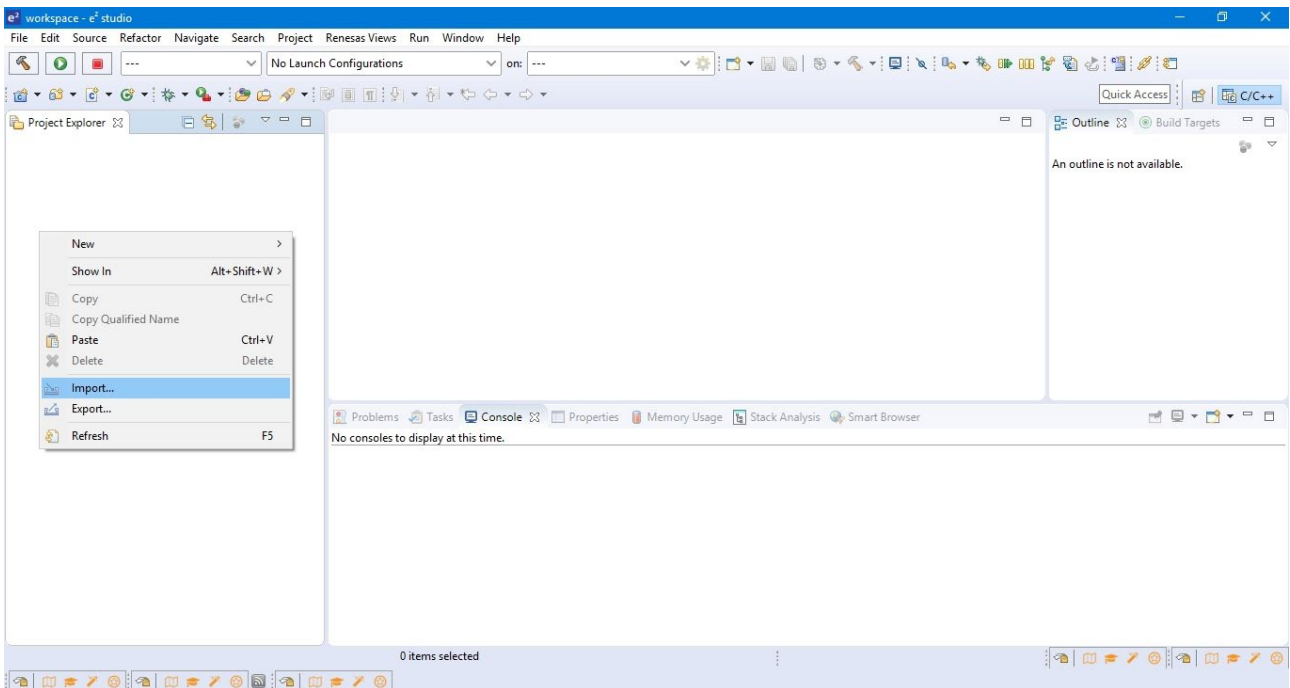 e² workspace - e² studio
File Edit Source Refactor Navigate Search Project Renesas Views Run Window Help
--- No Launch Configurations on: ---
Quick Access C/C++
Project Explorer
Outline Build Targets
An outline is not available.
New
Show In Alt+Shift+W
Copy Ctrl+C
Copy Qualified Name
Paste Ctrl+V
Delete Delete
Import...
Export...
Refresh F5
Problems Tasks Console Properties Memory Usage Stack Analysis Smart Browser
No consoles to display at this time.
0 items selected